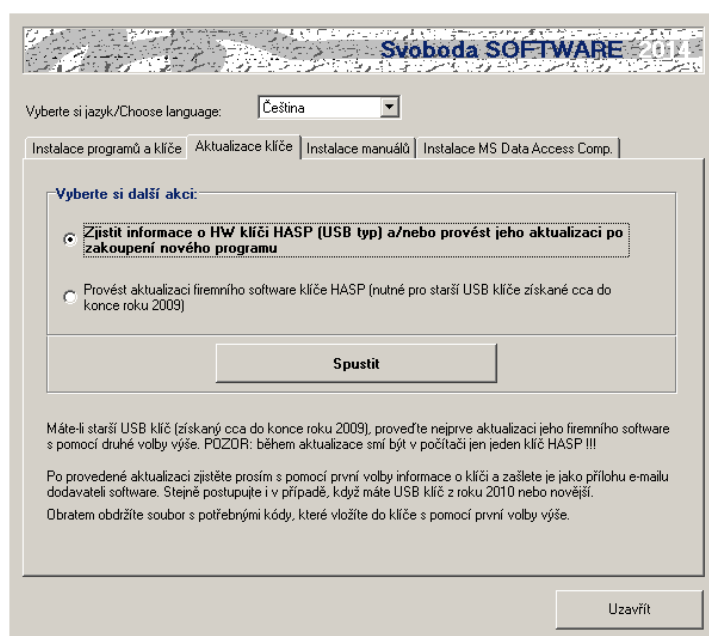 Svoboda SOFTWARE 2014
Vyberte si jazyk/Choose language: Čeština
Instalace programů a klíče Aktualizace klíče Instalace manuálů Instalace MS Data Access Comp.
Vyberte si další akci:
Zjistit informace o HW klíči HASP (USB typ) a/nebo provést jeho aktualizaci po
zakoupení nového programu
Provést aktualizaci firemního software klíče HASP (nutné pro starší USB klíče získané cca do
konce roku 2009)
Spustit
Máte-li starší USB klíč (získaný cca do konce roku 2009), proveďte nejprve aktualizaci jeho firemního software
s pomocí druhé volby výše. POZOR: během aktualizace smí být v počítači jen jeden klíč HASP !!!
Po provedené aktualizaci zjistěte prosím s pomocí první volby informace o klíči a zašlete je jako přílohu e-mailu
dodavateli software. Stejně postupujte i v případě, když máte USB klíč z roku 2010 nebo novější.
Obratem obdržíte soubor s potřebnými kódy, které vložíte do klíče s pomocí první volby výše.
Uzavřít